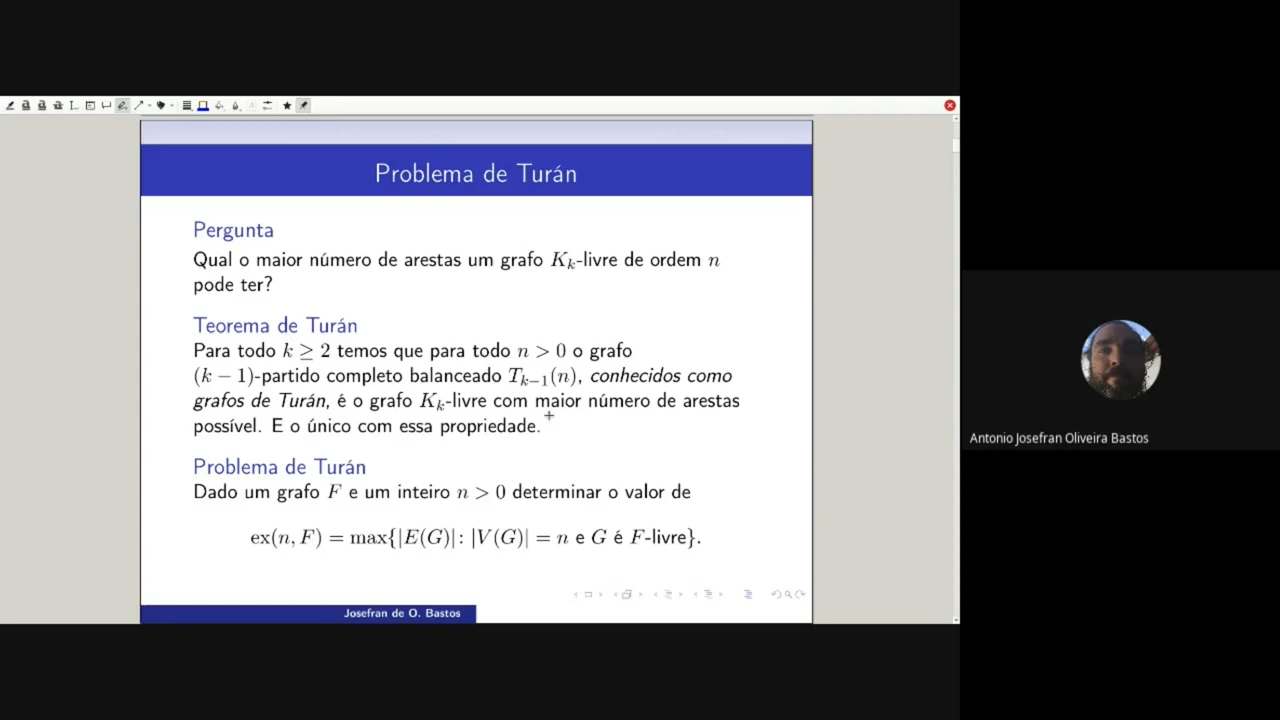 Problema de Turán
Pergunta
Qual o maior número de arestas um grafo $K_k$-livre de ordem $n$
pode ter?
Teorema de Turán
Para todo $k \geq 2$ temos que para todo $n > 0$ o grafo
$(k-1)$-partido completo balanceado $T_{k-1}(n)$, conhecidos como
grafos de Turán, é o grafo $K_k$-livre com maior número de arestas
possível. E o único com essa propriedade.
Problema de Turán
Dado um grafo $F$ e um inteiro $n > 0$ determinar o valor de
$\mathrm{ex}(n, F) = \max\{|E(G)| : |V(G)| = n$ e $G$ é $F$-livre$\}.$
Josefran de O. Bastos
Antonio Josefran Oliveira Bastos